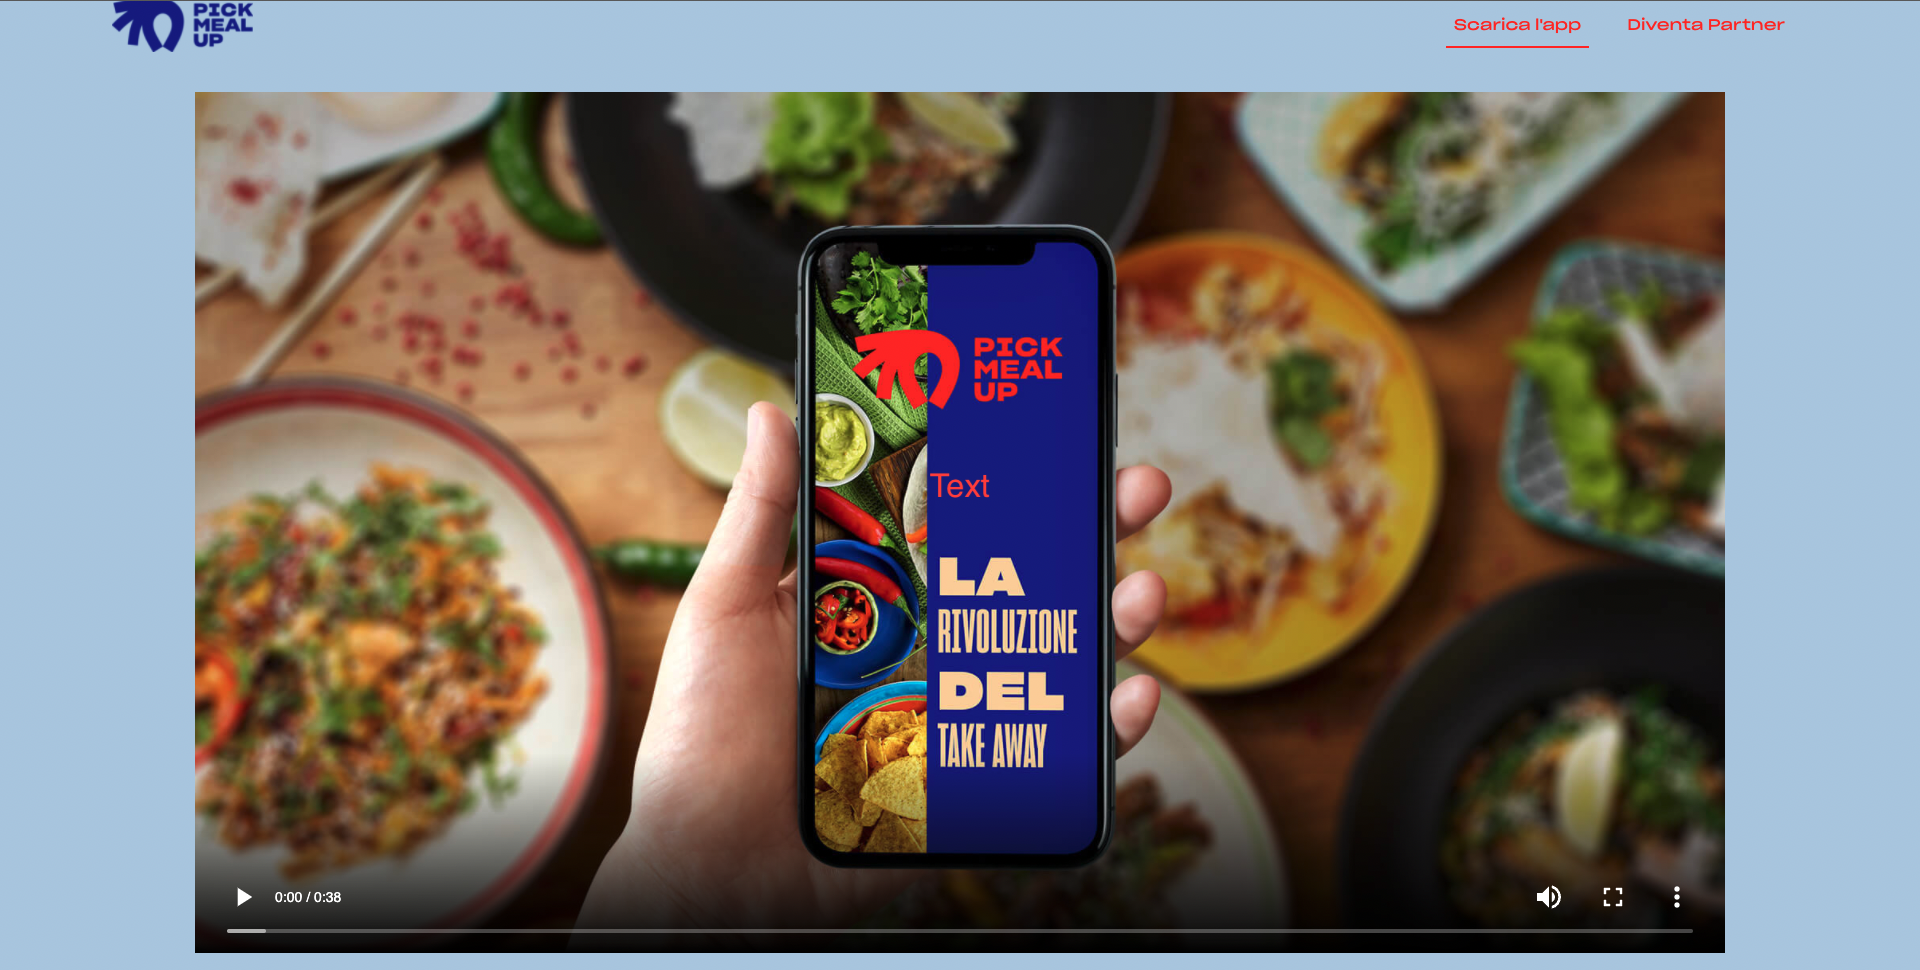 PICK
MEAL
UP
Scarica l'app
Diventa Partner
PICK
MEAL
UP
Text
LA
RIVOLUZIONE
DEL
TAKE AWAY
0:00 / 0:38